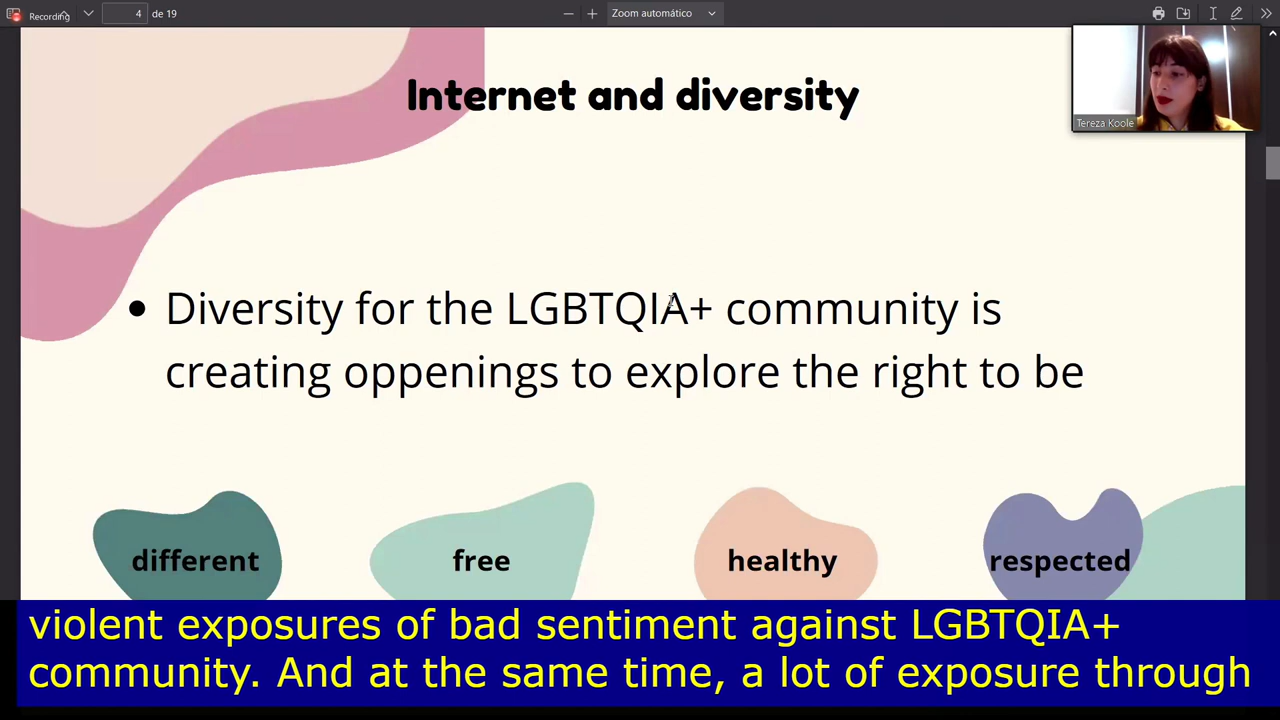 Recording
4 de 19
Zoom automático
Internet and diversity
Tereza Koole
• Diversity for the LGBTQIA+ community is
creating oppenings to explore the right to be
different
free
healthy
respected
violent exposures of bad sentiment against LGBTQIA+
community. And at the same time, a lot of exposure through